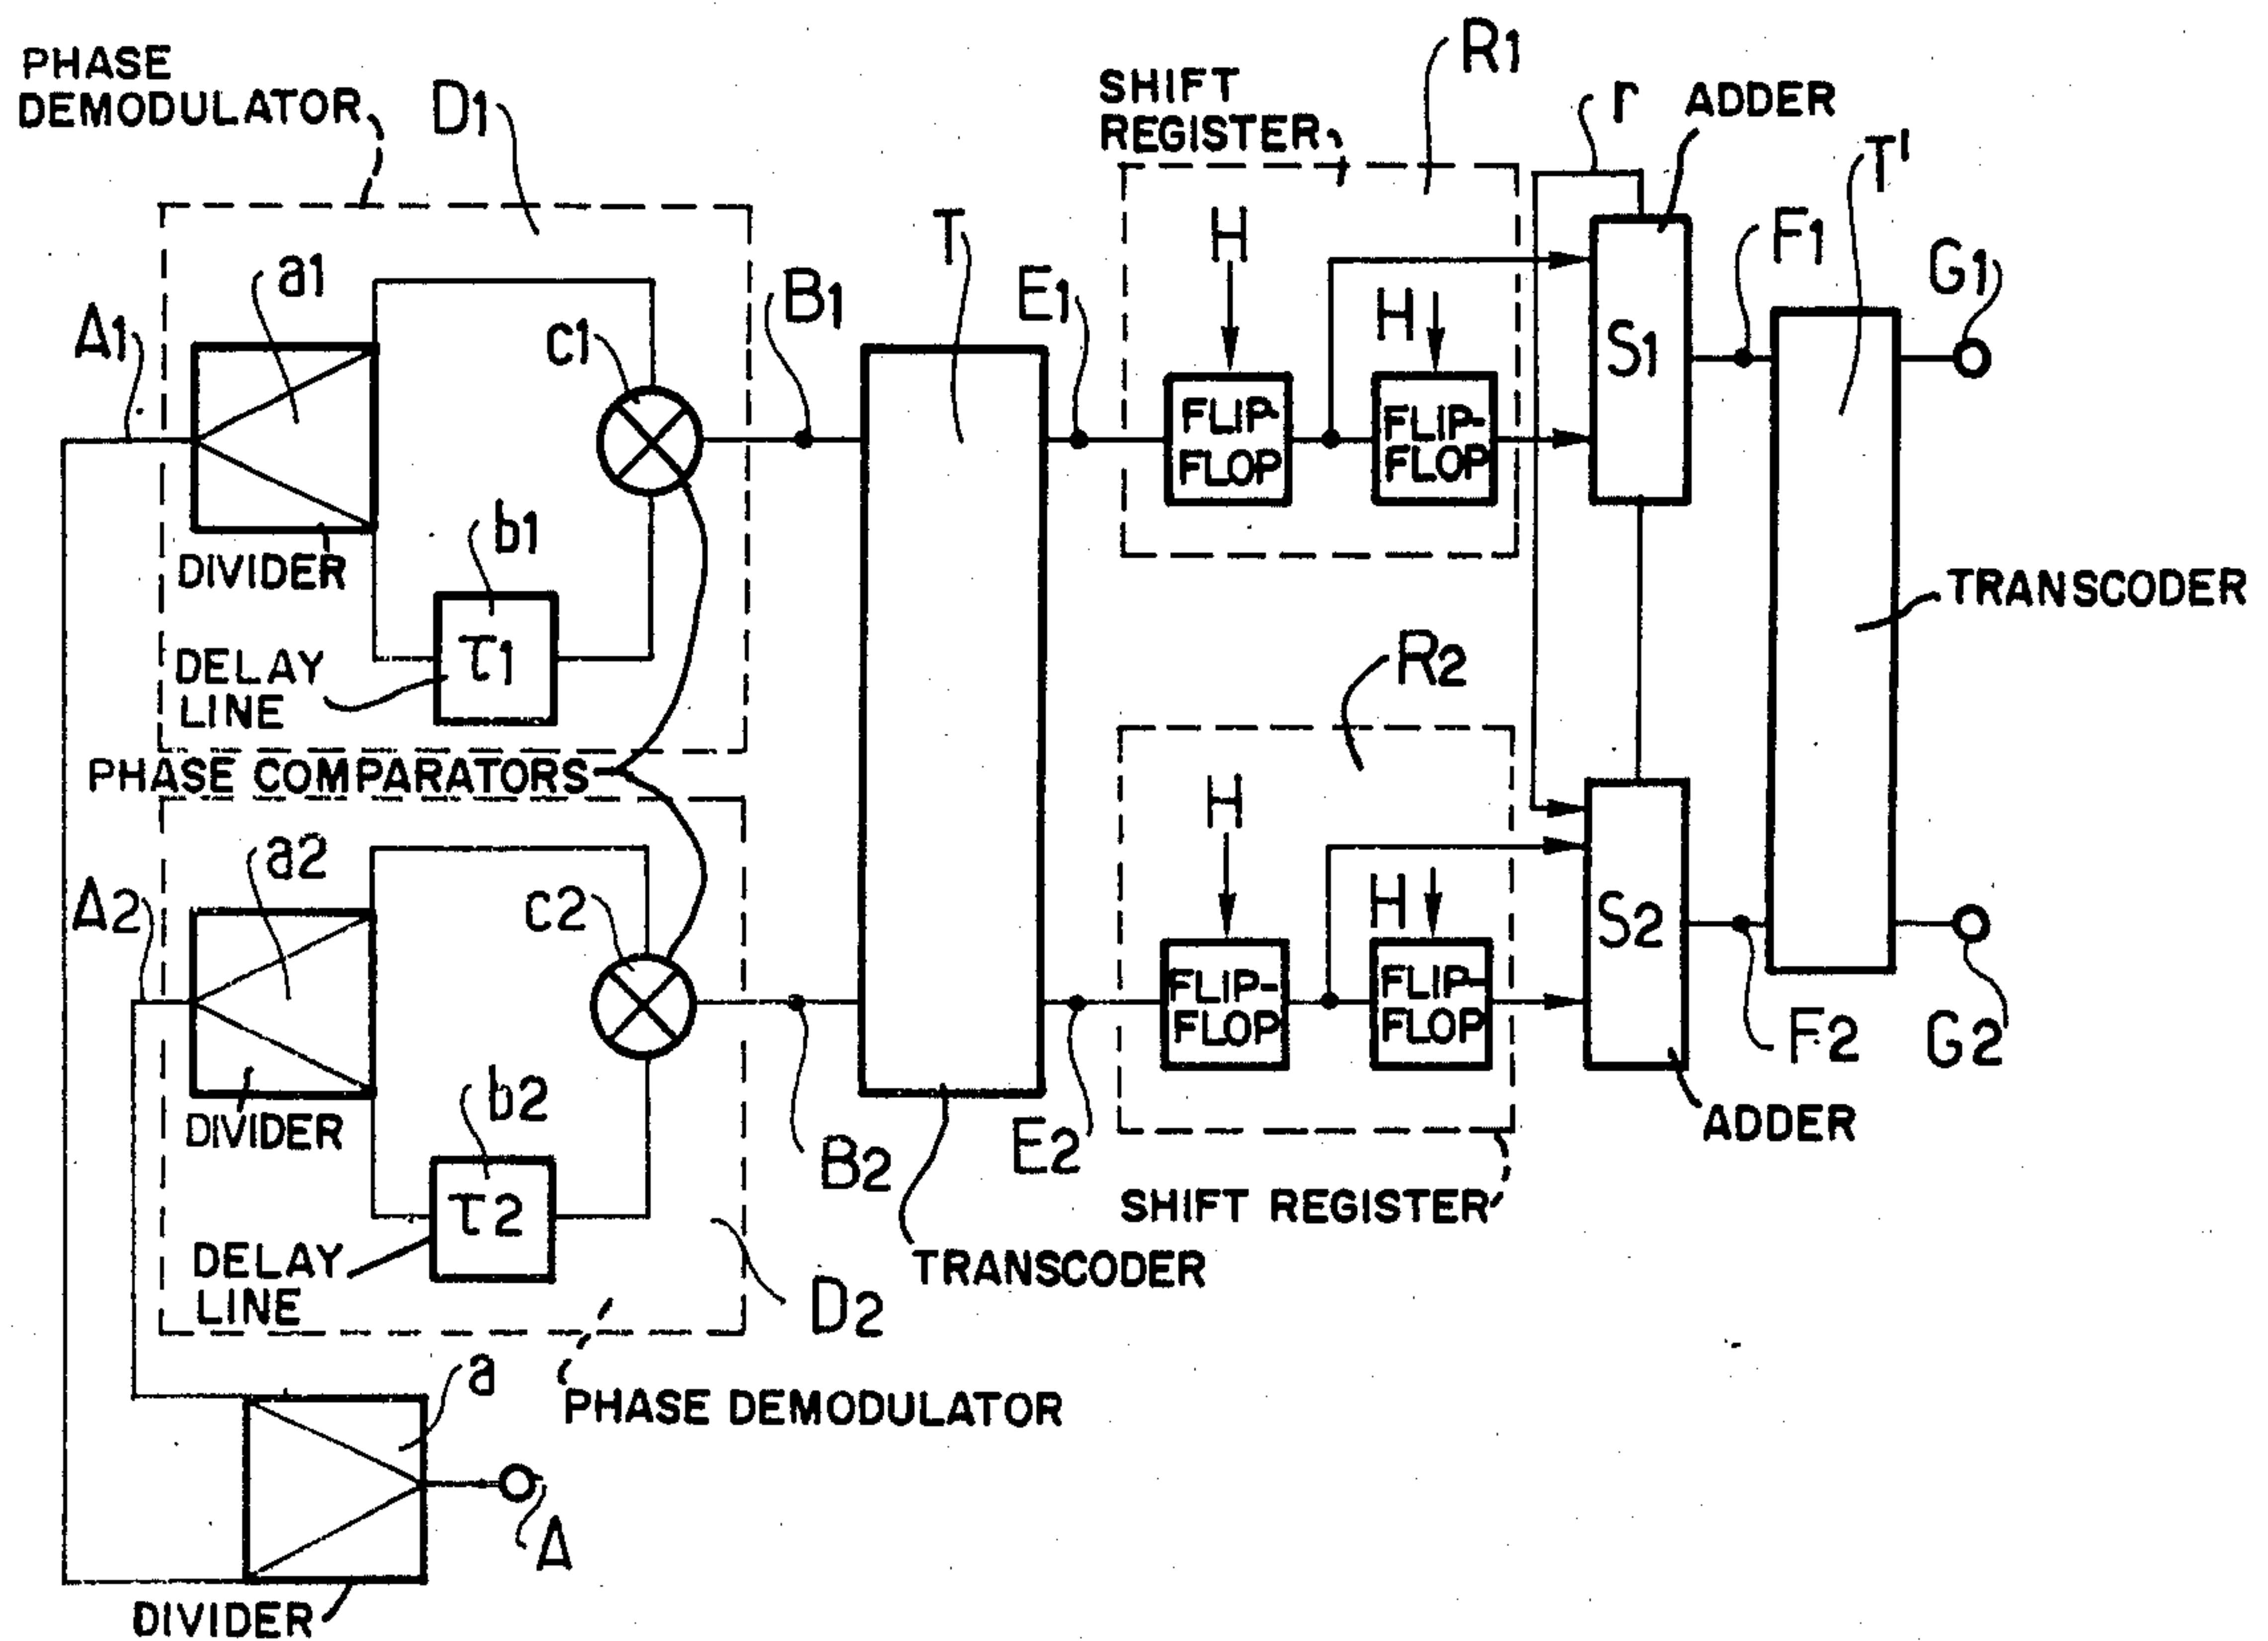 PHASE
DEMODULATOR
D1
SHIFT
REGISTER
R1
r
ADDER
T'
a1
A1
c1
B1
T
E1
H
H
S1
F1
G1
FLIP-
FLOP
FLIP-
FLOP
DIVIDER
b1
τ1
DELAY
LINE
TRANSCODER
R2
PHASE COMPARATORS
a2
A2
c2
H
H
S2
FLIP-
FLOP
FLIP-
FLOP
F2
G2
DIVIDER
b2
τ2
B2
E2
ADDER
SHIFT REGISTER
DELAY
LINE
TRANSCODER
D2
a
PHASE DEMODULATOR
A
DIVIDER